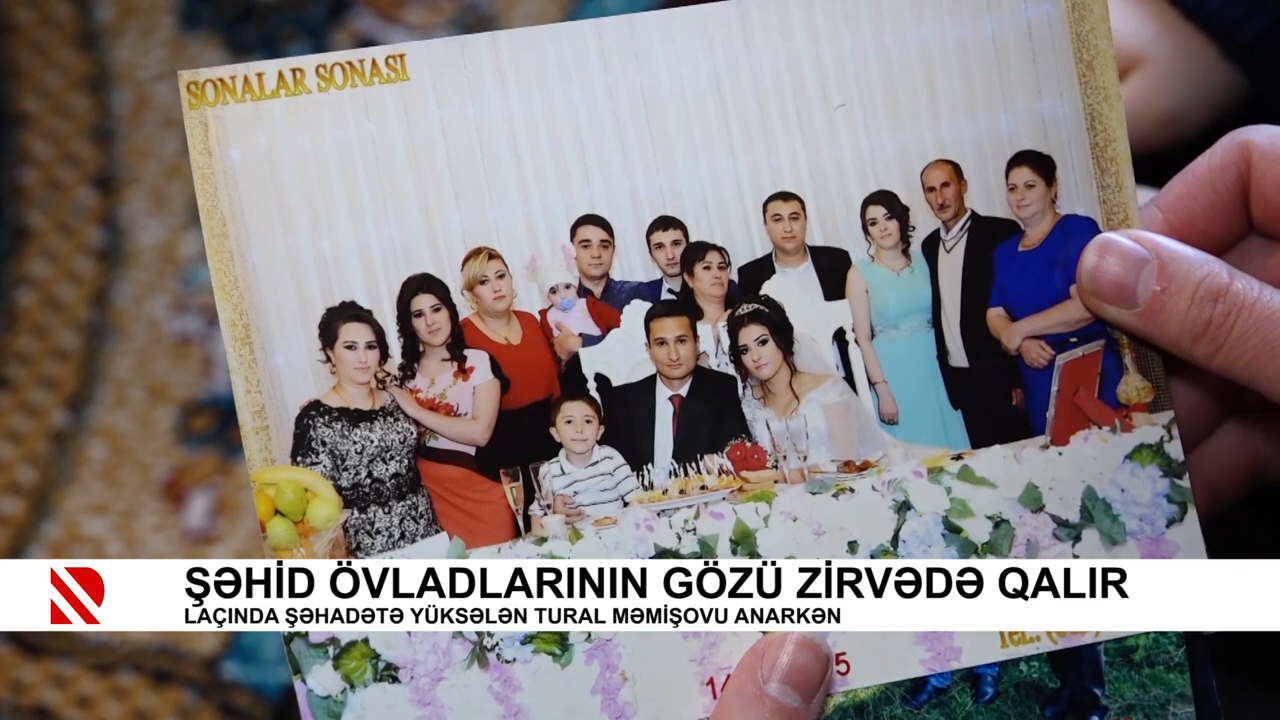 SONALAR SONASI
ŞƏHİD ÖVLADLARININ GÖZÜ ZİRVƏDƏ QALIR
LAÇINDA ŞƏHADƏTƏ YÜKSƏLƏN TURAL MƏMİŞOVU ANARKƏN